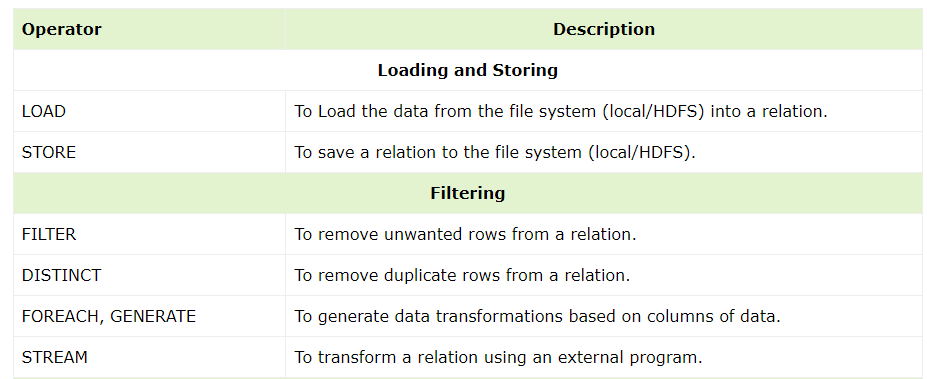 Operator Description
Loading and Storing
LOAD To Load the data from the file system (local/HDFS) into a relation.
STORE To save a relation to the file system (local/HDFS).
Filtering
FILTER To remove unwanted rows from a relation.
DISTINCT To remove duplicate rows from a relation.
FOREACH, GENERATE To generate data transformations based on columns of data.
STREAM To transform a relation using an external program.